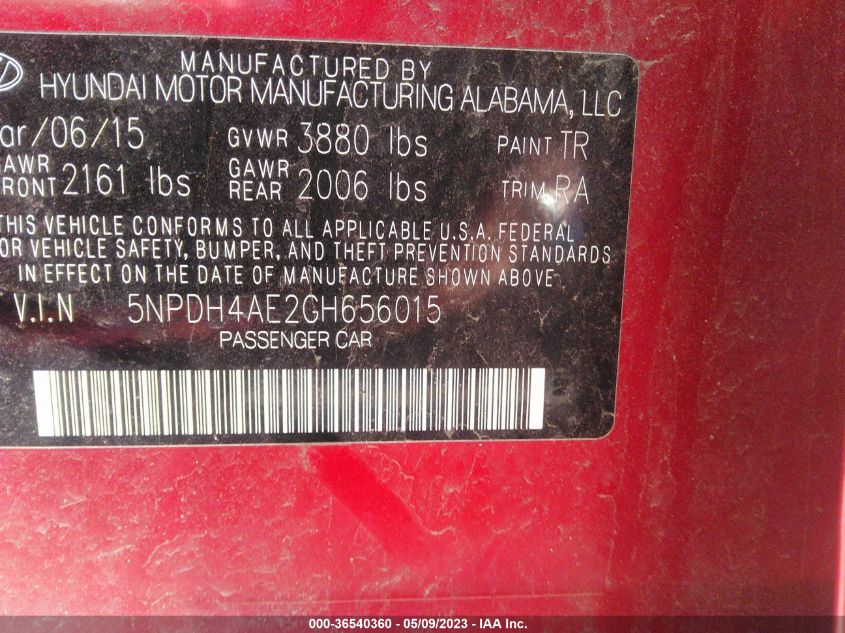 MANUFACTURED BY
HYUNDAI MOTOR MANUFACTURING ALABAMA, LLC
ar/06/15 GVWR 3880 lbs PAINT TR
GAWR FRONT 2161 lbs GAWR REAR 2006 lbs TRIM RA
THIS VEHICLE CONFORMS TO ALL APPLICABLE U.S.A. FEDERAL
OR VEHICLE SAFETY, BUMPER, AND THEFT PREVENTION STANDARDS
IN EFFECT ON THE DATE OF MANUFACTURE SHOWN ABOVE
V.I.N 5NPDH4AE2GH656015
PASSENGER CAR
000-36540360 - 05/09/2023 - IAA Inc.